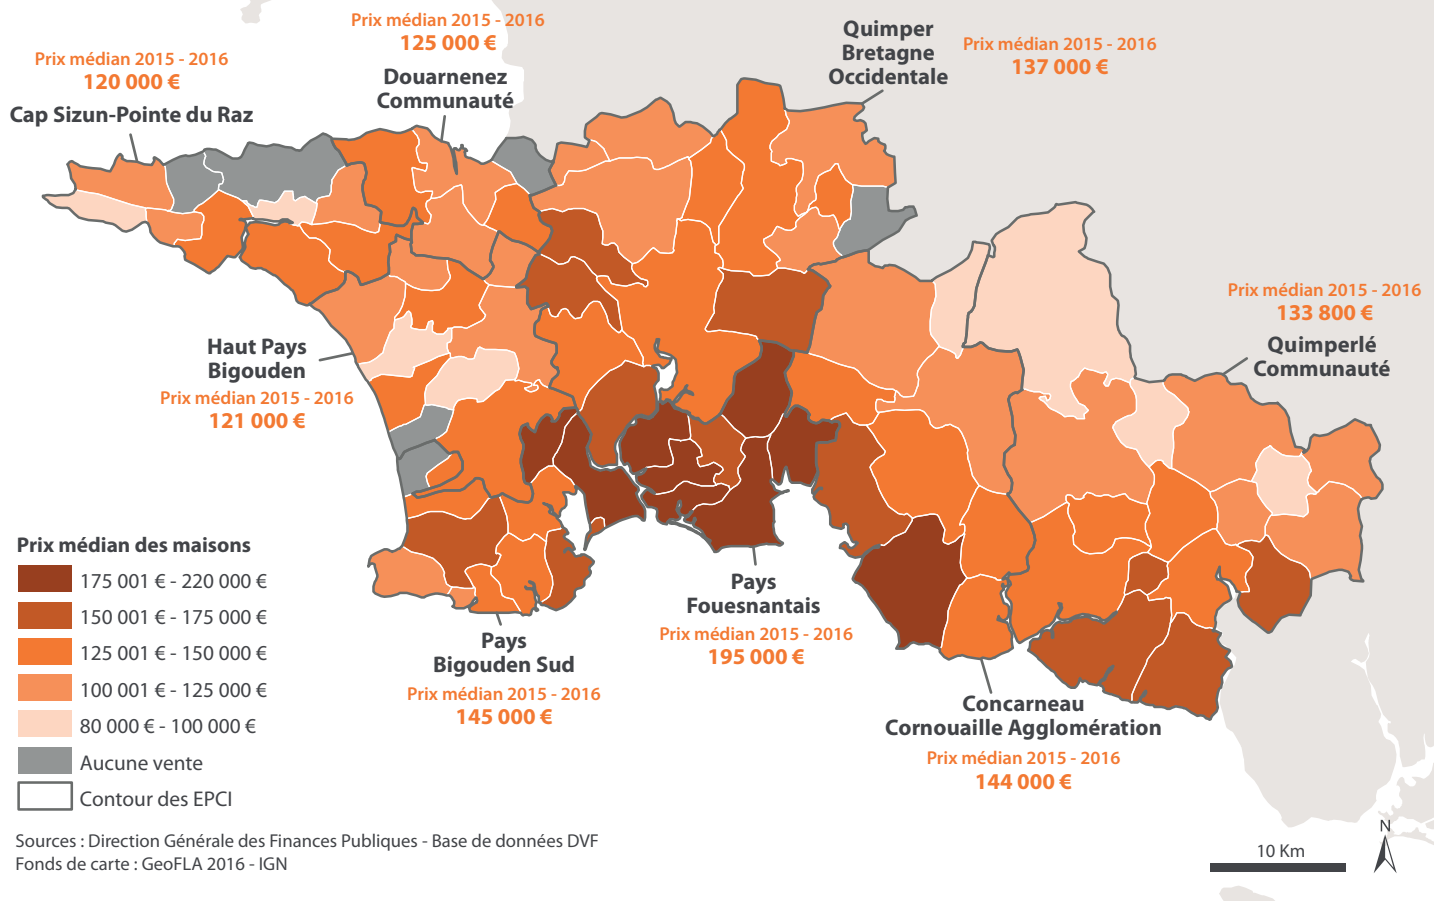 Prix médian 2015 - 2016
120 000 €
Cap Sizun-Pointe du Raz
Prix médian 2015 - 2016
125 000 €
Douarnenez
Communauté
Quimper
Bretagne
Occidentale
Prix médian 2015 - 2016
137 000 €
Prix médian 2015 - 2016
133 800 €
Quimperlé
Communauté
Haut Pays
Bigouden
Prix médian 2015 - 2016
121 000 €
Pays
Bigouden Sud
Prix médian 2015 - 2016
145 000 €
Pays
Fouesnantais
Prix médian 2015 - 2016
195 000 €
Concarneau
Cornouaille Agglomération
Prix médian 2015 - 2016
144 000 €
Prix médian des maisons
175 001 € - 220 000 €
150 001 € - 175 000 €
125 001 € - 150 000 €
100 001 € - 125 000 €
80 000 € - 100 000 €
Aucune vente
Contour des EPCI
Sources : Direction Générale des Finances Publiques - Base de données DVF
Fonds de carte : GeoFLA 2016 - IGN
10 Km
N